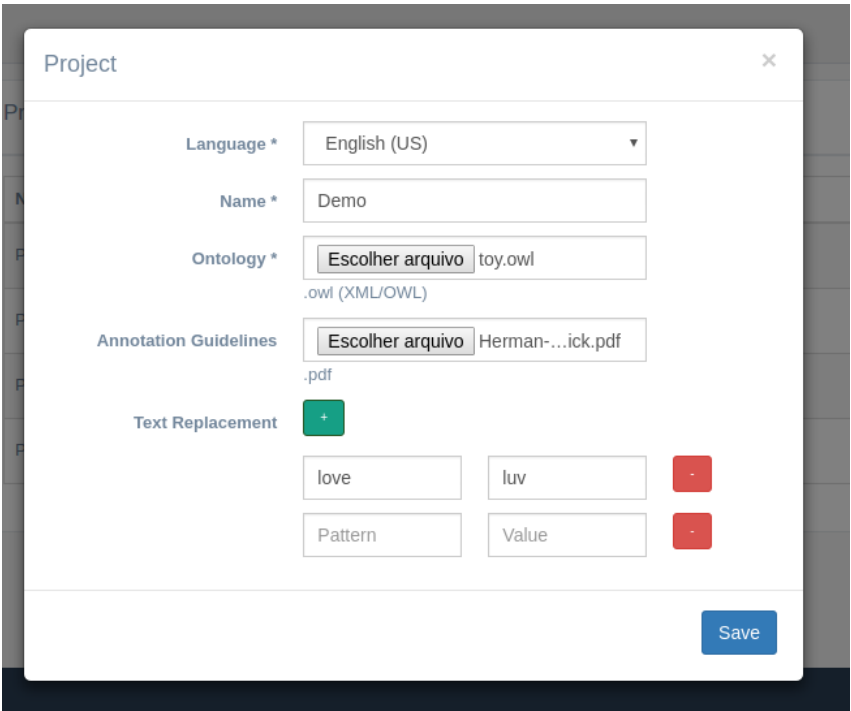 Project ×
Language * English (US)
Name * Demo
Ontology * Escolher arquivo toy.owl
.owl (XML/OWL)
Annotation Guidelines Escolher arquivo Herman-...ick.pdf
.pdf
Text Replacement +
love luv -
Pattern Value -
Save